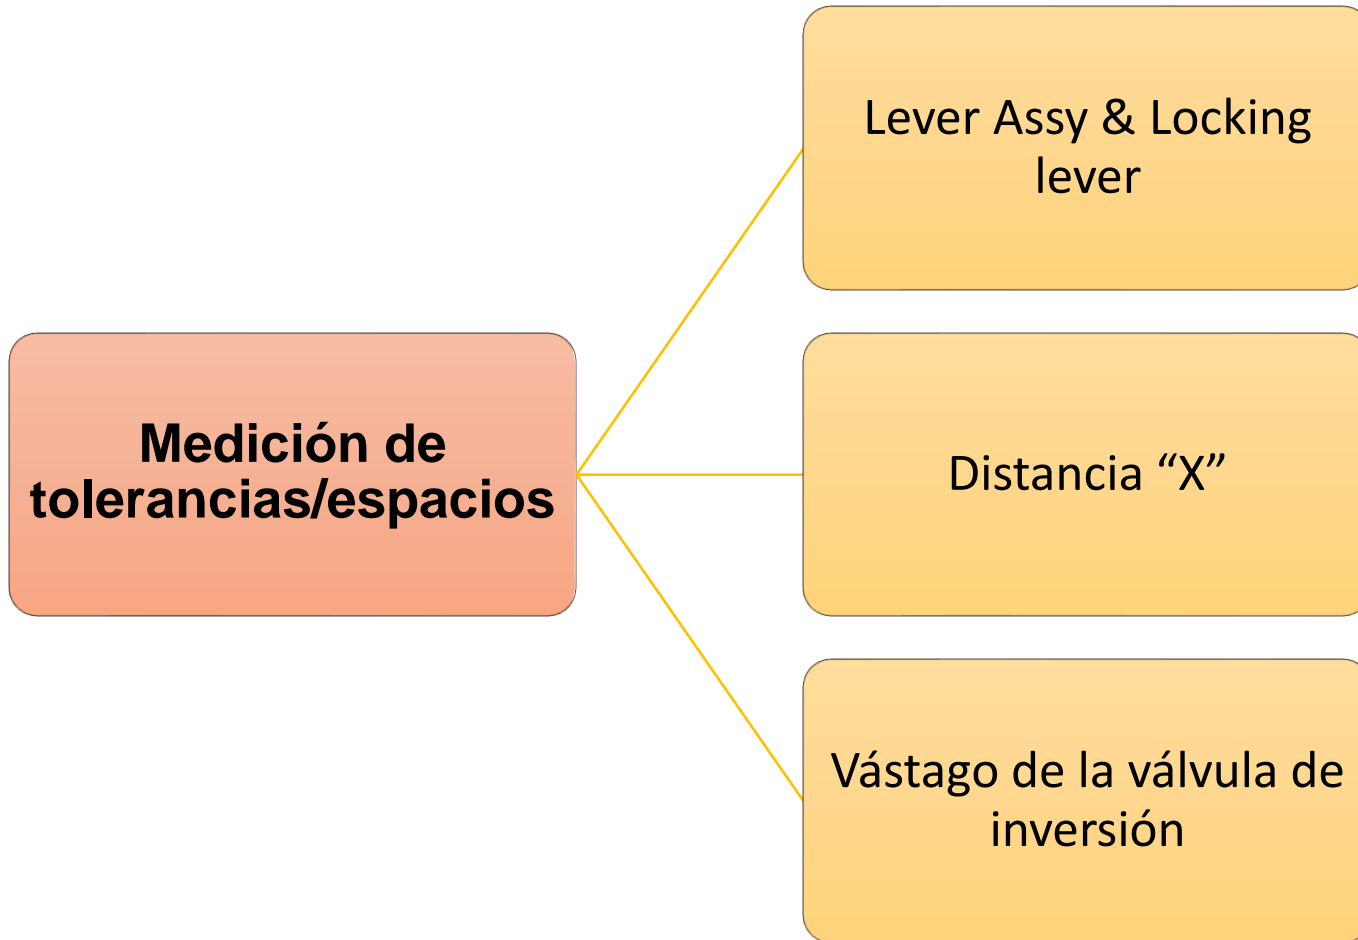 Lever Assy & Locking
lever
Medición de
tolerancias/espacios
Distancia “X”
Vástago de la válvula de
inversión